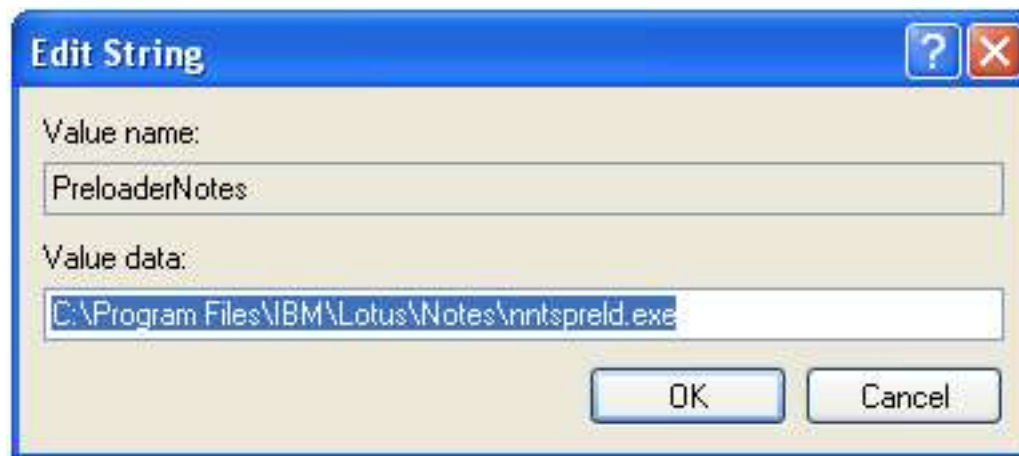 Edit String
Value name:
PreloaderNotes
Value data:
C:\Program Files\IBM\Lotus\Notes\nntspreld.exe
OK Cancel